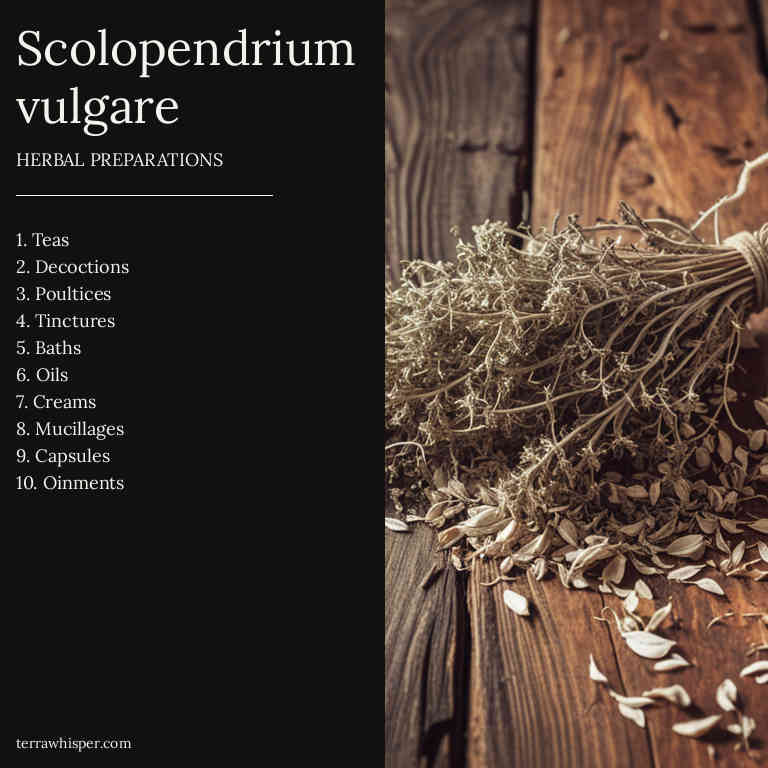 Scolopendrium
vulgare
HERBAL PREPARATIONS
1. Teas
2. Decoctions
3. Poultices
4. Tinctures
5. Baths
6. Oils
7. Creams
8. Mucillages
9. Capsules
10. Oinments
terrawhisper.com